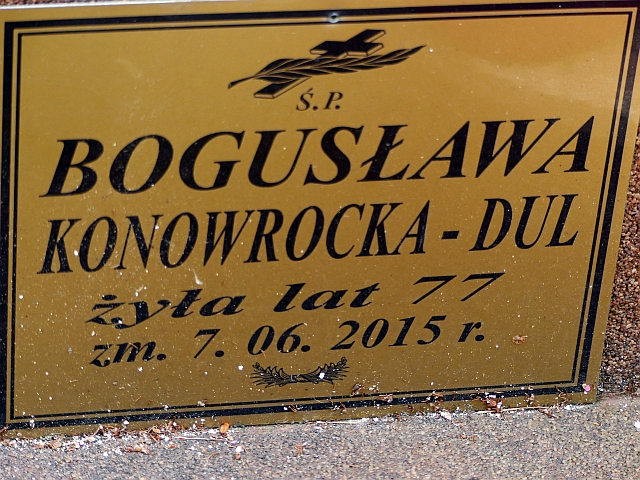 Ś.P.
BOGUSŁAWA
KONOWROCKA - DUL
żyła lat 77
zm. 7. 06. 2015 r.